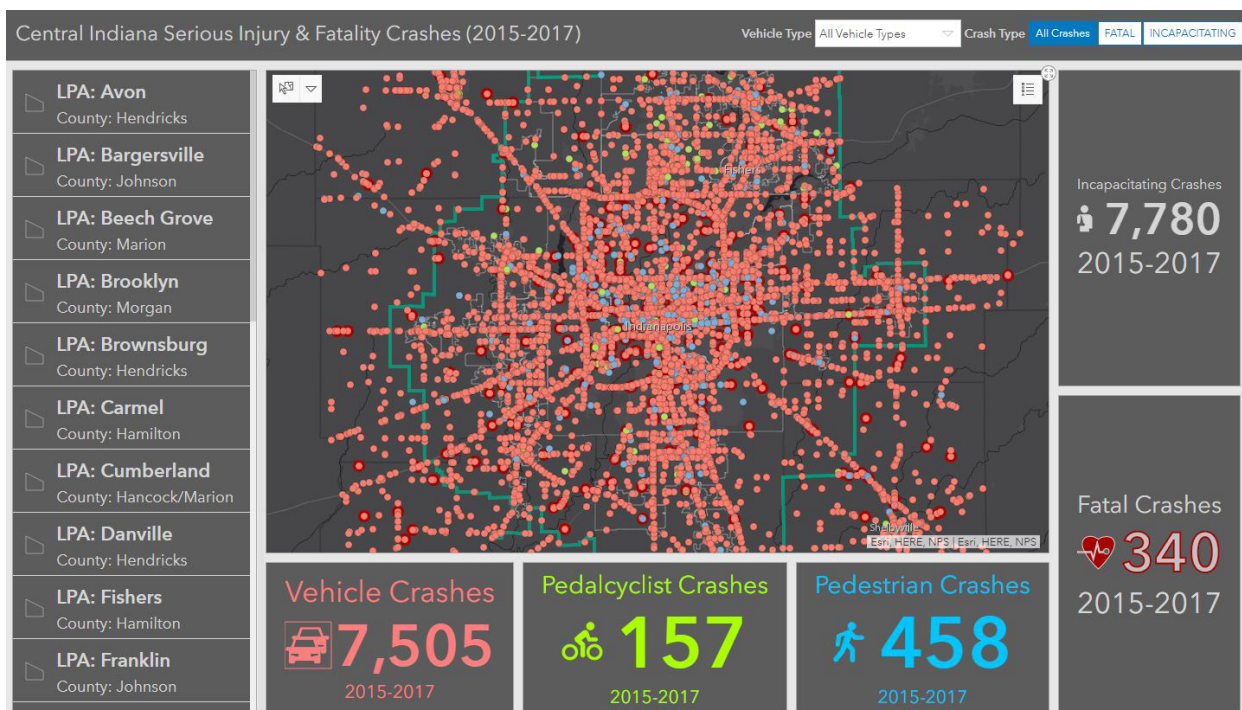 Central Indiana Serious Injury & Fatality Crashes (2015-2017)
Vehicle Type All Vehicle Types Crash Type All Crashes FATAL INCAPACITATING
LPA: Avon
County: Hendricks
LPA: Bargersville
County: Johnson
LPA: Beech Grove
County: Marion
LPA: Brooklyn
County: Morgan
LPA: Brownsburg
County: Hendricks
LPA: Carmel
County: Hamilton
LPA: Cumberland
County: Hancock/Marion
LPA: Danville
County: Hendricks
LPA: Fishers
County: Hamilton
LPA: Franklin
County: Johnson
Fishers
Indianapolis
Shelbyville
Esri, HERE, NPS | Esri, HERE, NPS
Vehicle Crashes
7,505
2015-2017
Pedalcyclist Crashes
157
2015-2017
Pedestrian Crashes
458
2015-2017
Incapacitating Crashes
7,780
2015-2017
Fatal Crashes
340
2015-2017